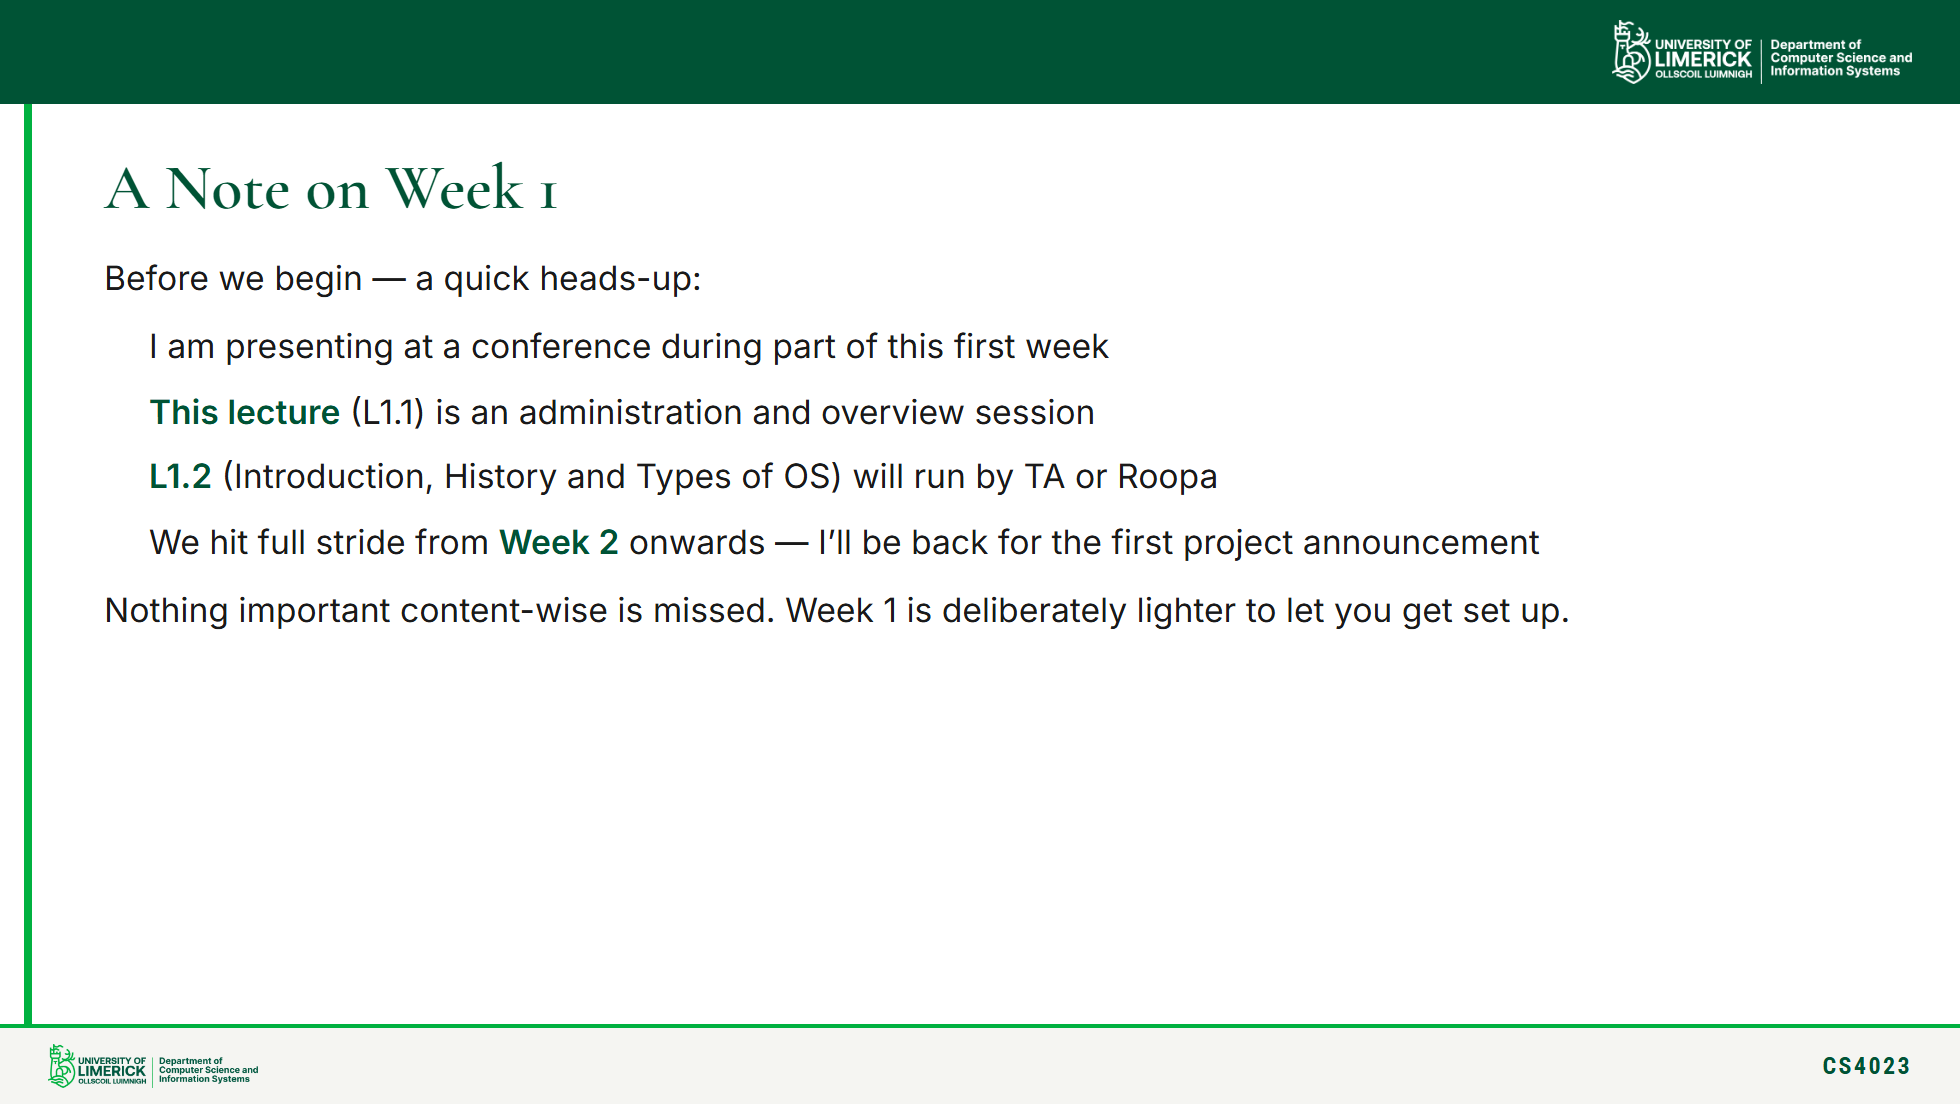 UNIVERSITY OF
LIMERICK
OLLSCOIL LUIMNIGH
Department of
Computer Science and
Information Systems
A Note on Week 1
Before we begin — a quick heads-up:
I am presenting at a conference during part of this first week
This lecture (L1.1) is an administration and overview session
L1.2 (Introduction, History and Types of OS) will run by TA or Roopa
We hit full stride from Week 2 onwards — I’ll be back for the first project announcement
Nothing important content-wise is missed. Week 1 is deliberately lighter to let you get set up.
UNIVERSITY OF
LIMERICK
OLLSCOIL LUIMNIGH
Department of
Computer Science and
Information Systems
CS4023